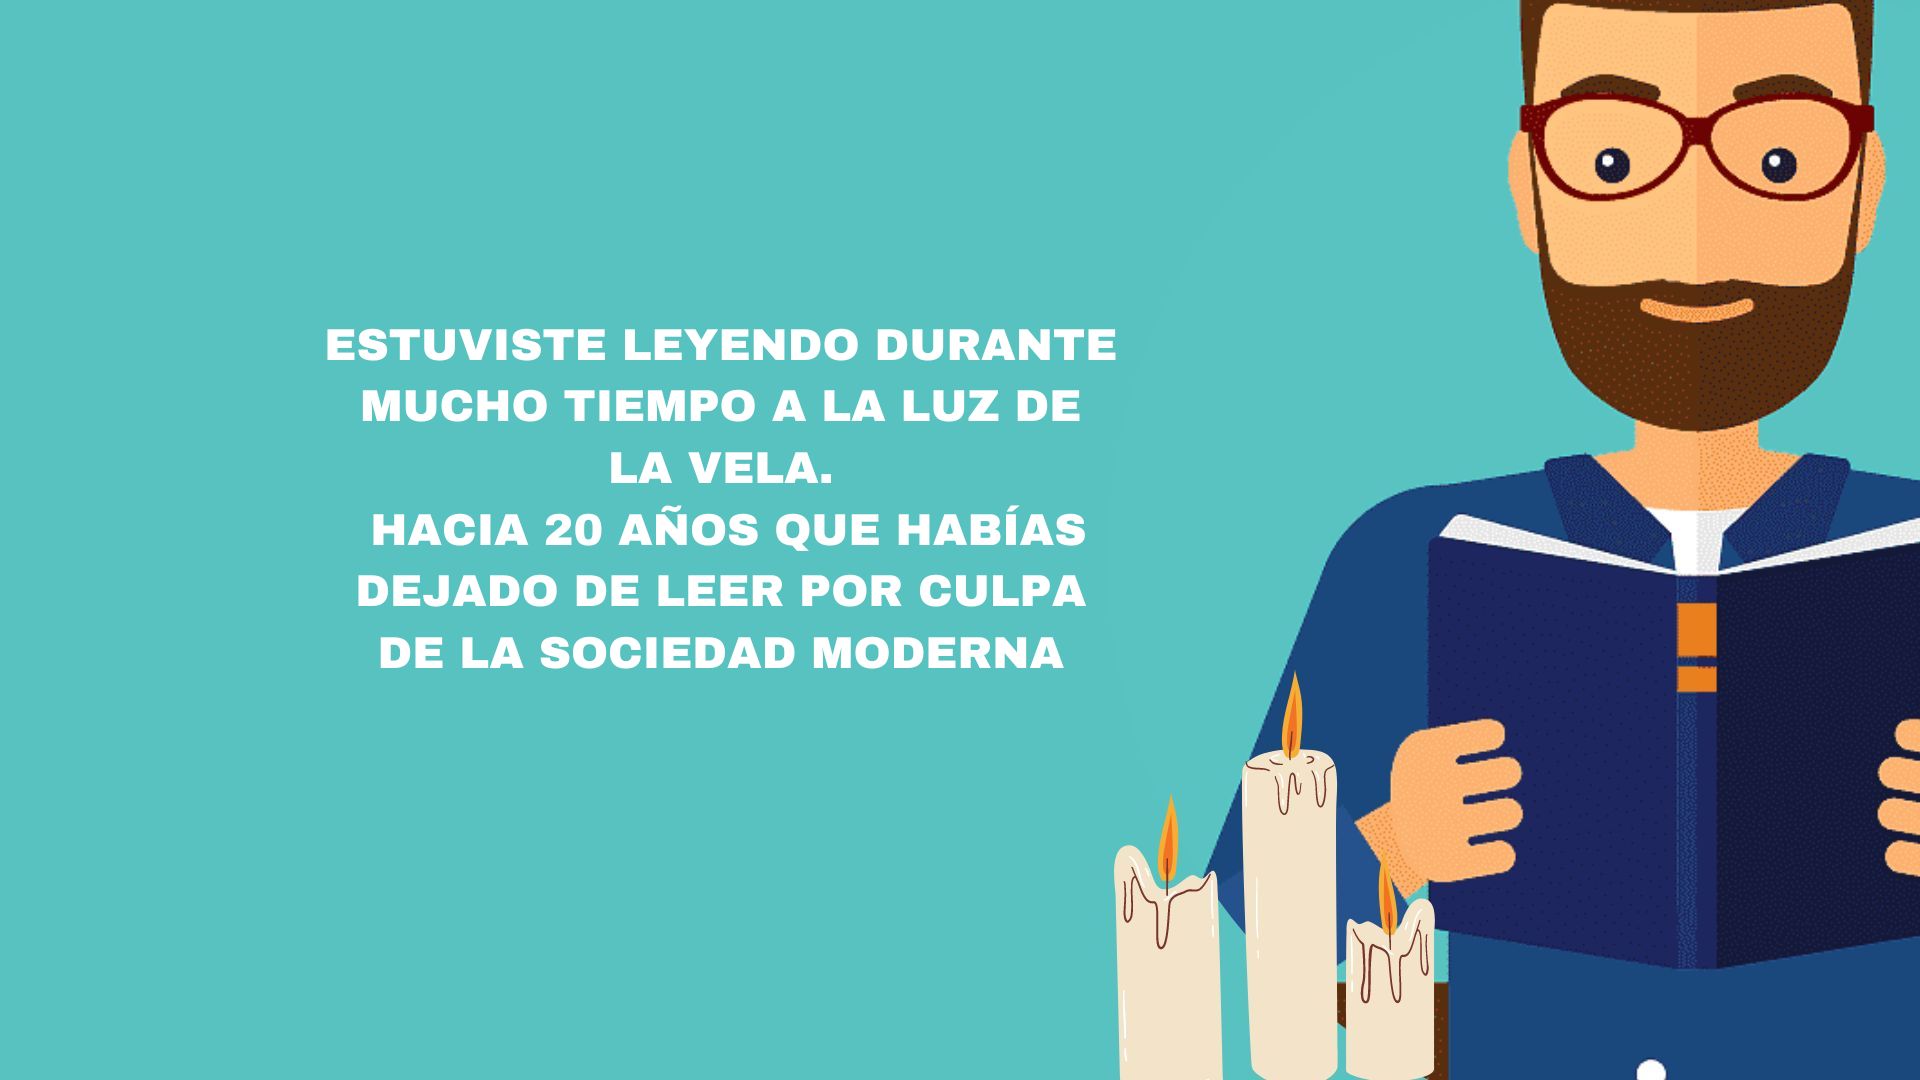 ESTUVISTE LEYENDO DURANTE
MUCHO TIEMPO A LA LUZ DE
LA VELA.
HACIA 20 AÑOS QUE HABÍAS
DEJADO DE LEER POR CULPA
DE LA SOCIEDAD MODERNA